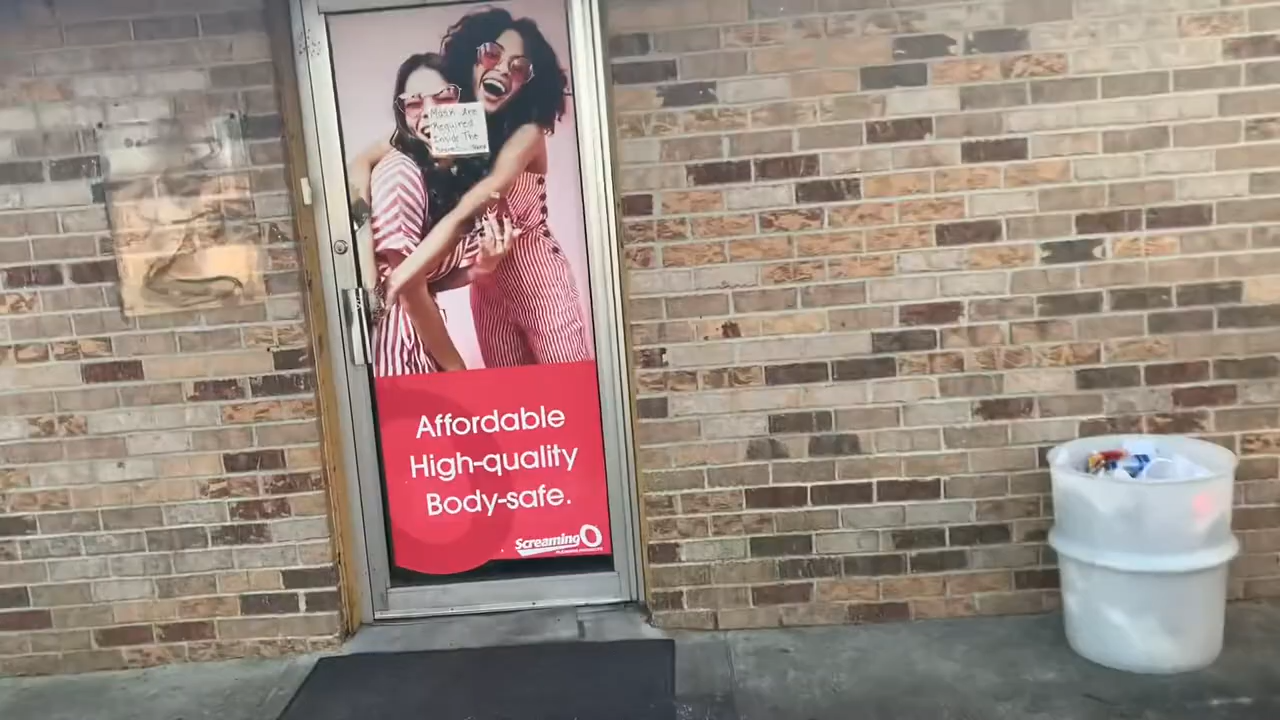 Mask are
Required
Inside The
Affordable
High-quality
Body-safe.
Screaming O